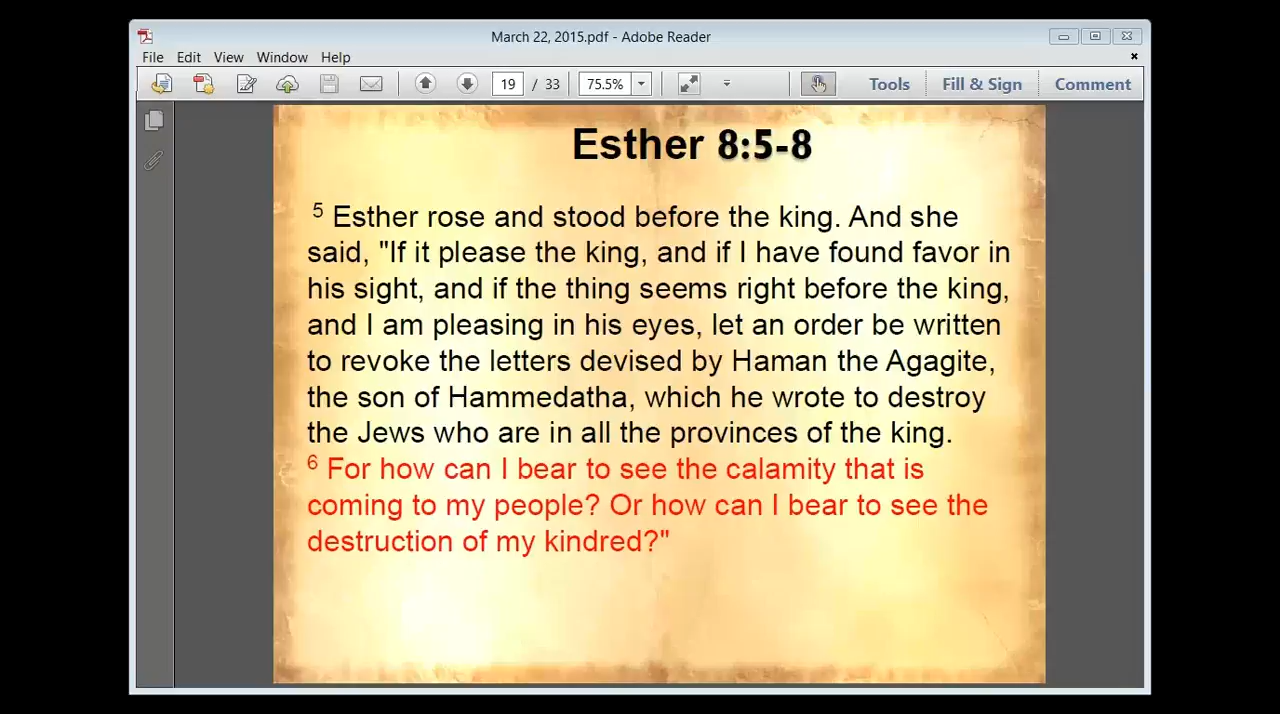 March 22, 2015.pdf - Adobe Reader
File Edit View Window Help
19 / 33 75.5% Tools Fill & Sign Comment
Esther 8:5-8
5 Esther rose and stood before the king. And she
said, "If it please the king, and if I have found favor in
his sight, and if the thing seems right before the king,
and I am pleasing in his eyes, let an order be written
to revoke the letters devised by Haman the Agagite,
the son of Hammedatha, which he wrote to destroy
the Jews who are in all the provinces of the king.
6 For how can I bear to see the calamity that is
coming to my people? Or how can I bear to see the
destruction of my kindred?"